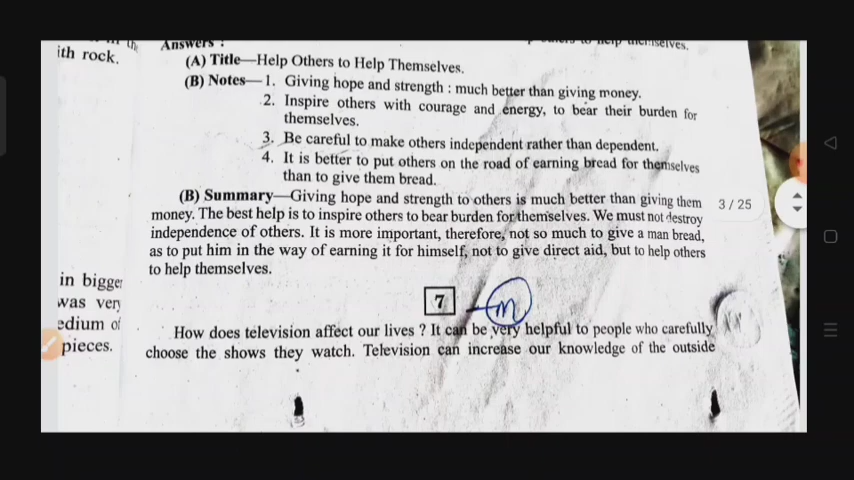 ith rock.
Answers :
(A) Title—Help Others to Help Themselves.
(B) Notes—1. Giving hope and strength : much better than giving money.
2. Inspire others with courage and energy, to bear their burden for
themselves.
3. Be careful to make others independent rather than dependent.
4. It is better to put others on the road of earning bread for themselves
than to give them bread.
(B) Summary—Giving hope and strength to others is much better than giving them
money. The best help is to inspire others to bear burden for themselves. We must not destroy
independence of others. It is more important, therefore, not so much to give a man bread,
as to put him in the way of earning it for himself, not to give direct aid, but to help others
to help themselves.
3 / 25
in bigger
was very
edium of
pieces.
7
How does television affect our lives ? It can be very helpful to people who carefully
choose the shows they watch. Television can increase our knowledge of the outside